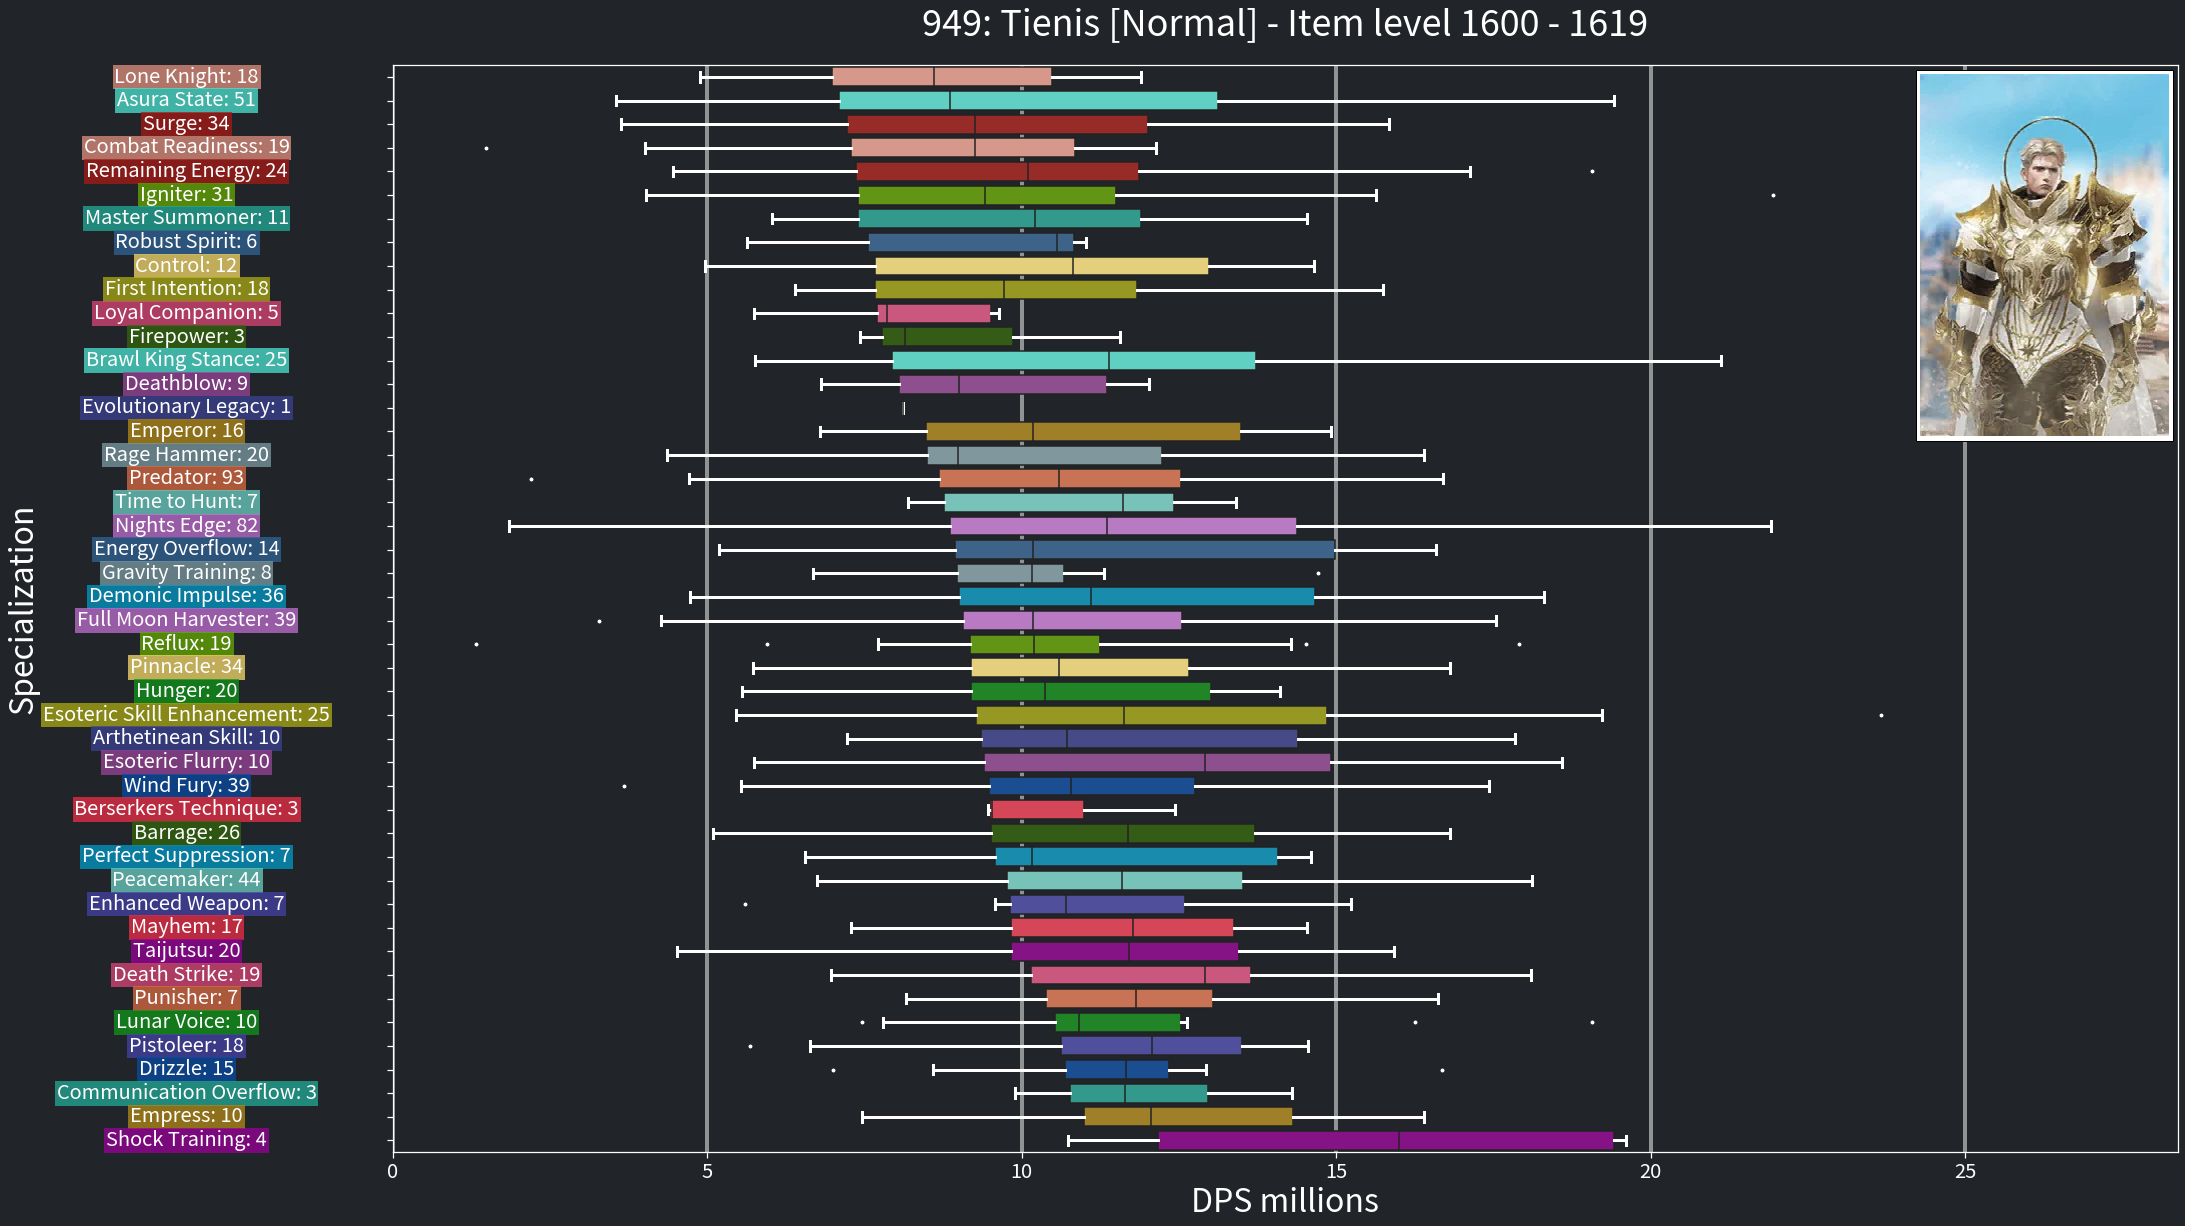 949: Tienis [Normal] - Item level 1600 - 1619
Lone Knight: 18
Asura State: 51
Surge: 34
Combat Readiness: 19
Remaining Energy: 24
Igniter: 31
Master Summoner: 11
Robust Spirit: 6
Control: 12
First Intention: 18
Loyal Companion: 5
Firepower: 3
Brawl King Stance: 25
Deathblow: 9
Evolutionary Legacy: 1
Emperor: 16
Rage Hammer: 20
Predator: 93
Time to Hunt: 7
Nights Edge: 82
Energy Overflow: 14
Gravity Training: 8
Demonic Impulse: 36
Full Moon Harvester: 39
Reflux: 19
Pinnacle: 34
Hunger: 20
Esoteric Skill Enhancement: 25
Arthetinean Skill: 10
Esoteric Flurry: 10
Wind Fury: 39
Berserkers Technique: 3
Barrage: 26
Perfect Suppression: 7
Peacemaker: 44
Enhanced Weapon: 7
Mayhem: 17
Taijutsu: 20
Death Strike: 19
Punisher: 7
Lunar Voice: 10
Pistoleer: 18
Drizzle: 15
Communication Overflow: 3
Empress: 10
Shock Training: 4
Specialization
0 5 10 15 20 25
DPS millions